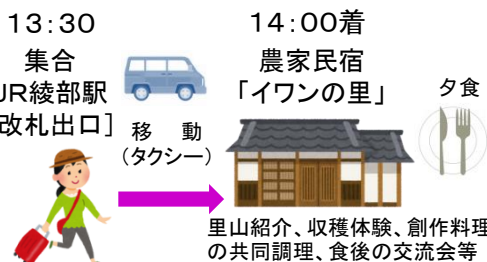 13:30
集合
JR綾部駅
改札出口]
移 動
(タクシー)
14:00着
農家民宿
「イワンの里」
夕食
里山紹介、収穫体験、創作料理
の共同調理、食後の交流会等